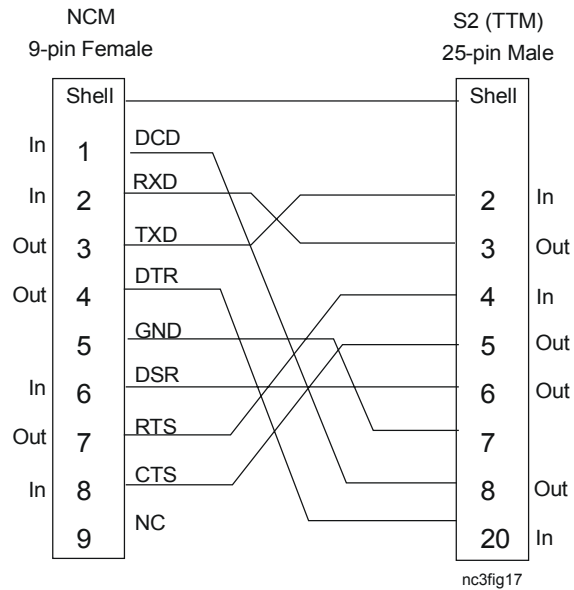 NCM
9-pin Female
S2 (TTM)
25-pin Male
Shell
Shell
In 1 DCD
In 2 RXD
2 In
Out 3 TXD
3 Out
Out 4 DTR
4 In
5 GND
5 Out
In 6 DSR
6 Out
Out 7 RTS
7
In 8 CTS
8 Out
9 NC
20 In
nc3fig17